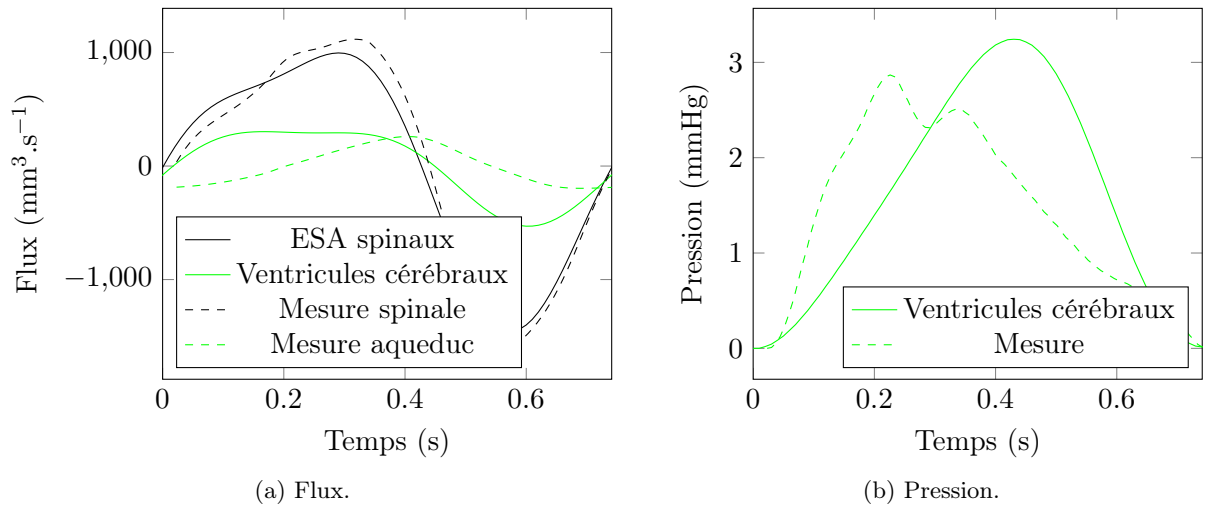 1,000
0
−1,000
Flux (mm³.s⁻¹)
0
0.2
0.4
0.6
Temps (s)
ESA spinaux
Ventricules cérébraux
Mesure spinale
Mesure aqueduc
(a) Flux.
3
2
1
0
Pression (mmHg)
0
0.2
0.4
0.6
Temps (s)
Ventricules cérébraux
Mesure
(b) Pression.